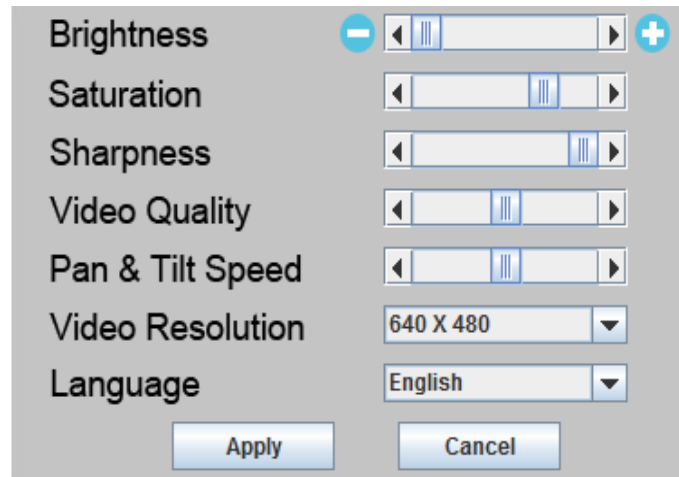 Brightness
Saturation
Sharpness
Video Quality
Pan & Tilt Speed
Video Resolution 640 X 480
Language English
Apply Cancel